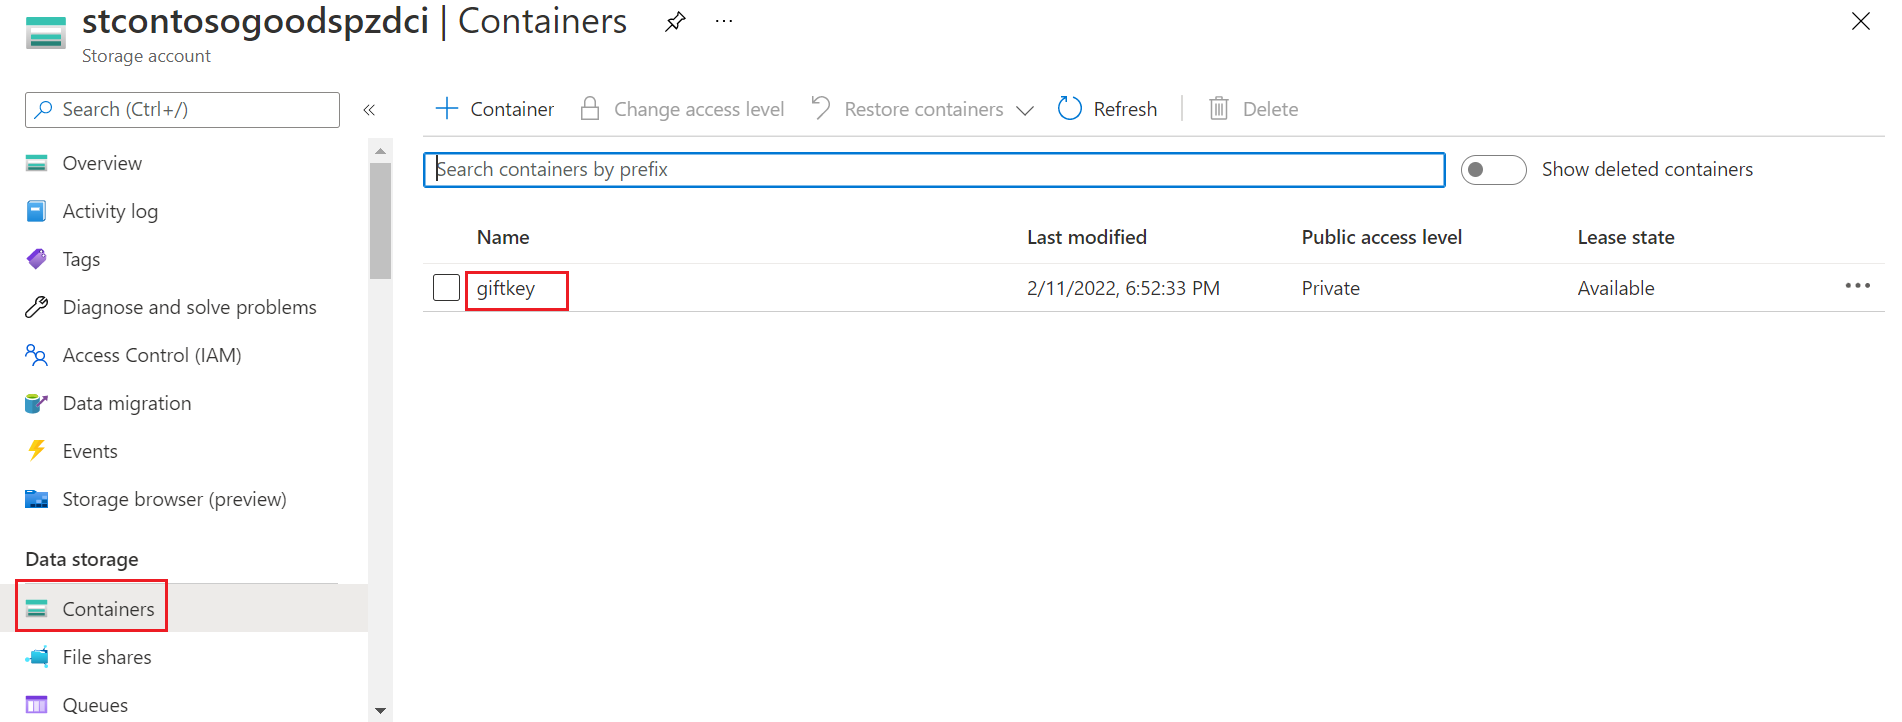 stcontosogoodspzdci | Containers
Storage account
Search (Ctrl+/)
Overview
Activity log
Tags
Diagnose and solve problems
Access Control (IAM)
Data migration
Events
Storage browser (preview)
Data storage
Containers
File shares
Queues
Container Change access level Restore containers Refresh Delete
Search containers by prefix Show deleted containers
Name Last modified Public access level Lease state
giftkey 2/11/2022, 6:52:33 PM Private Available